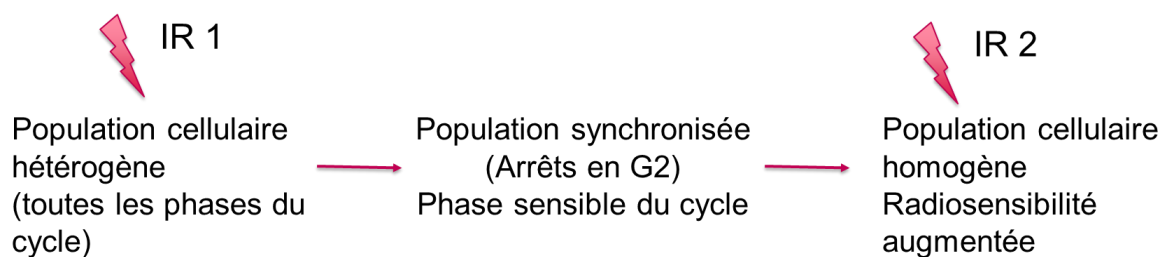 IR 1
IR 2
Population cellulaire
hétérogène
(toutes les phases du
cycle)
Population synchronisée
(Arrêts en G2)
Phase sensible du cycle
Population cellulaire
homogène
Radiosensibilité
augmentée